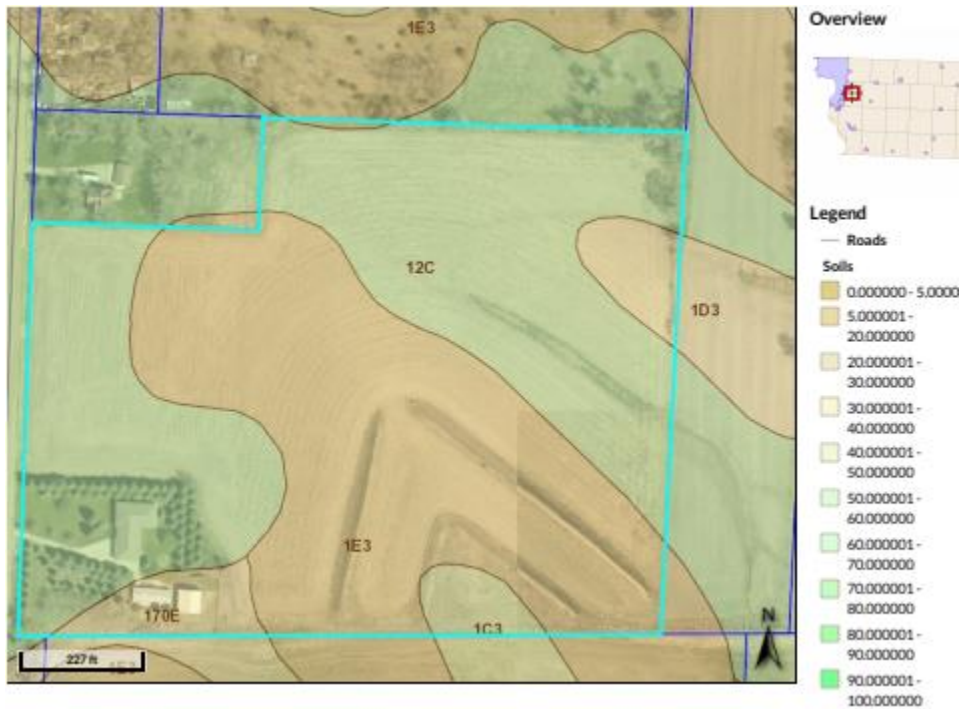 1E3
12C
1D3
1E3
170E
1C3
227 ft
N
Overview
Legend
Roads
Soils
0.000000 - 5.0000
5.000001 -
20.000000
20.000001 -
30.000000
30.000001 -
40.000000
40.000001 -
50.000000
50.000001 -
60.000000
60.000001 -
70.000000
70.000001 -
80.000000
80.000001 -
90.000000
90.000001 -
100.000000